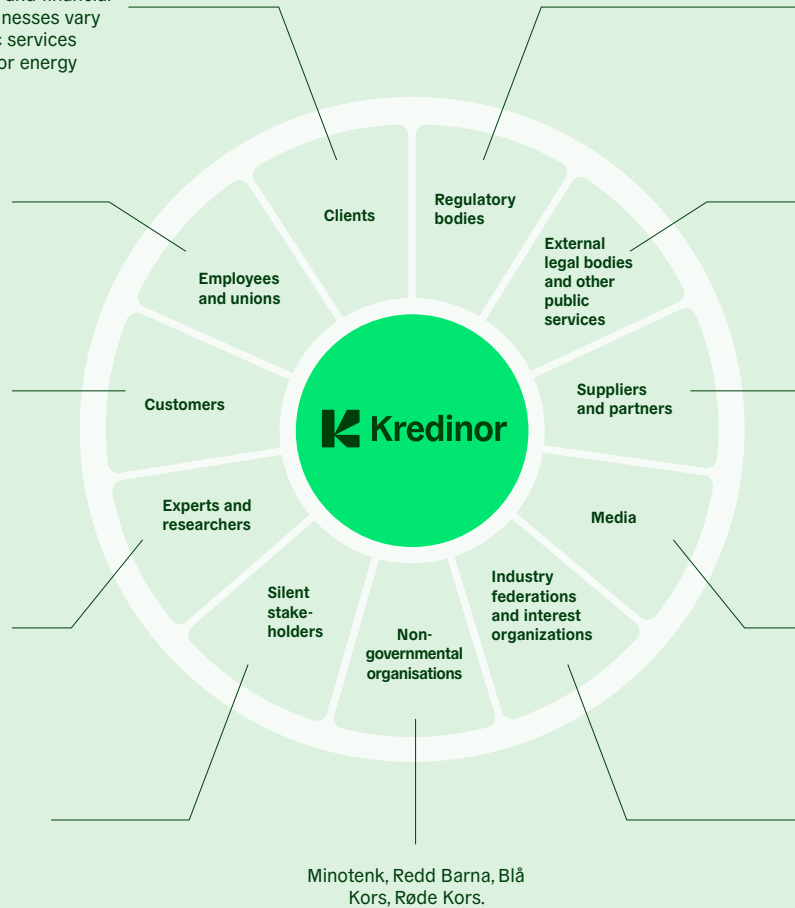 and financial
nesses vary
services
or energy
Clients
Regulatory
bodies
External
legal bodies
and other
public
services
Employees
and unions
Suppliers
and partners
Customers
Kredinor
Experts and
researchers
Media
Silent
stake-
holders
Non-
governmental
organisations
Industry
federations
and interest
organizations
Minotenk, Redd Barna, Blå
Kors, Røde Kors.